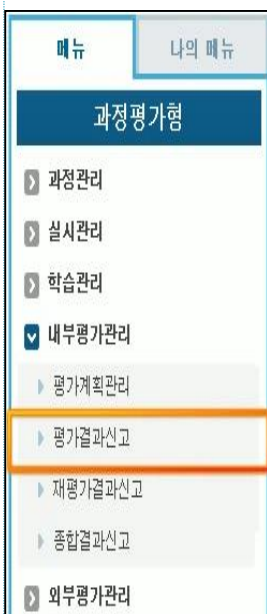 메뉴
나의 메뉴
과정평가형
과정관리
실시관리
학습관리
내부평가관리
평가계획관리
평가결과신고
재평가결과신고
종합결과신고
외부평가관리